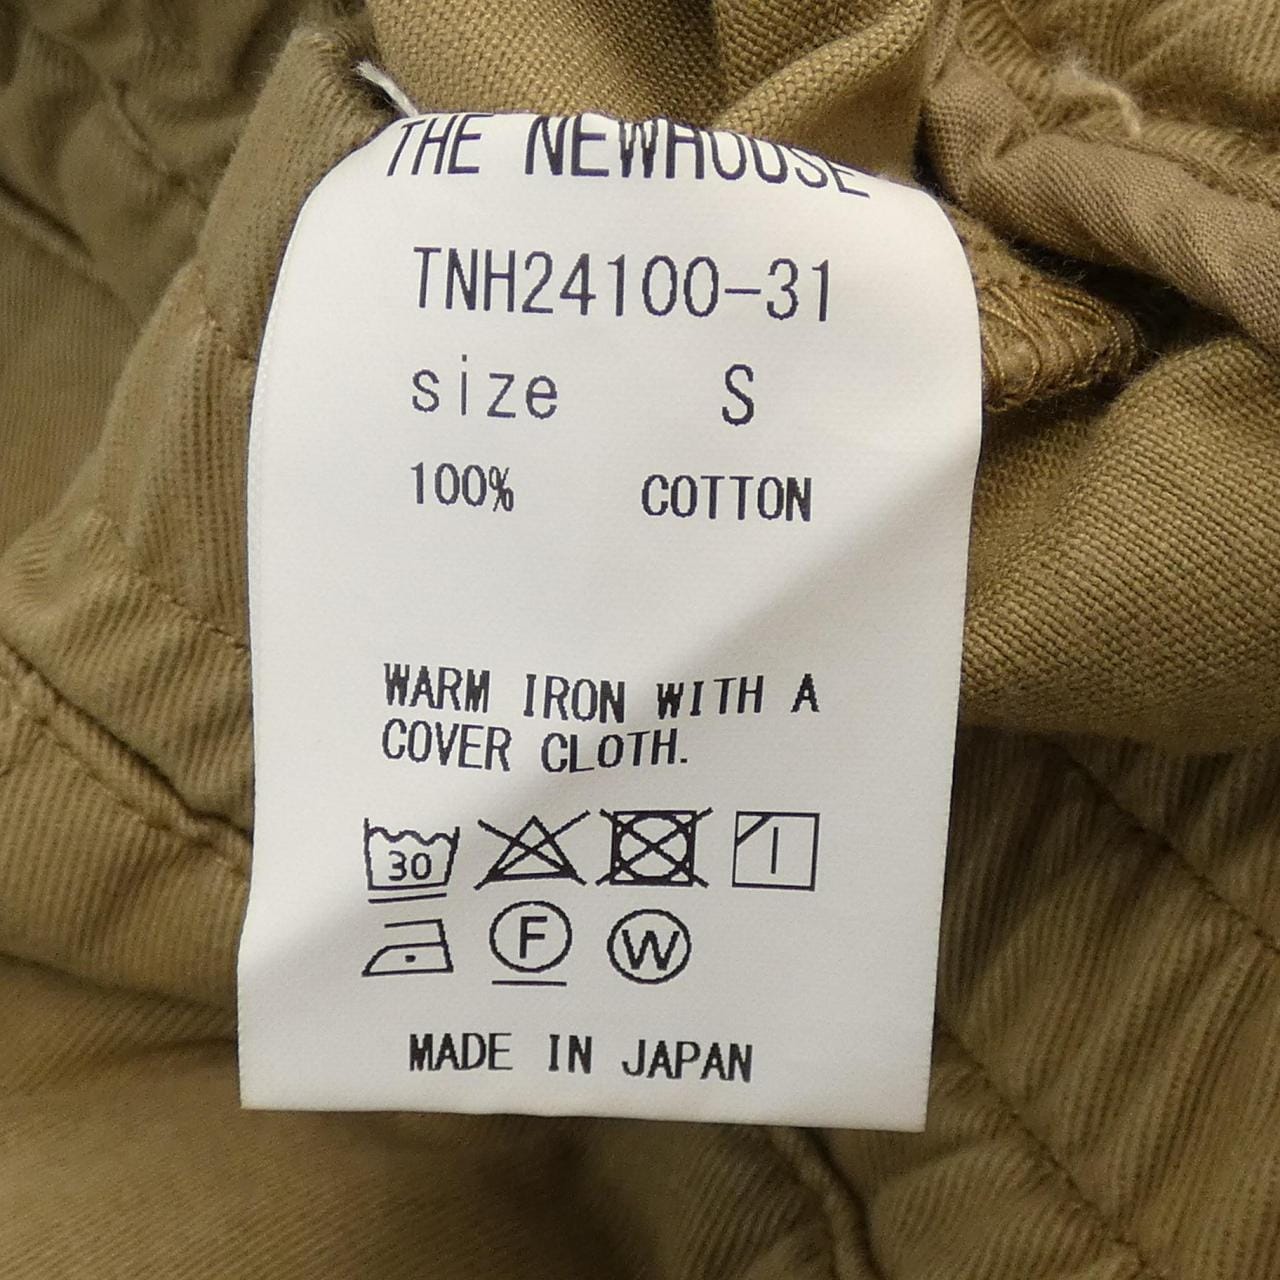 THE NEWHOUSE
TNH24100-31
size S
100% COTTON
WARM IRON WITH A
COVER CLOTH.
30
F W
MADE IN JAPAN